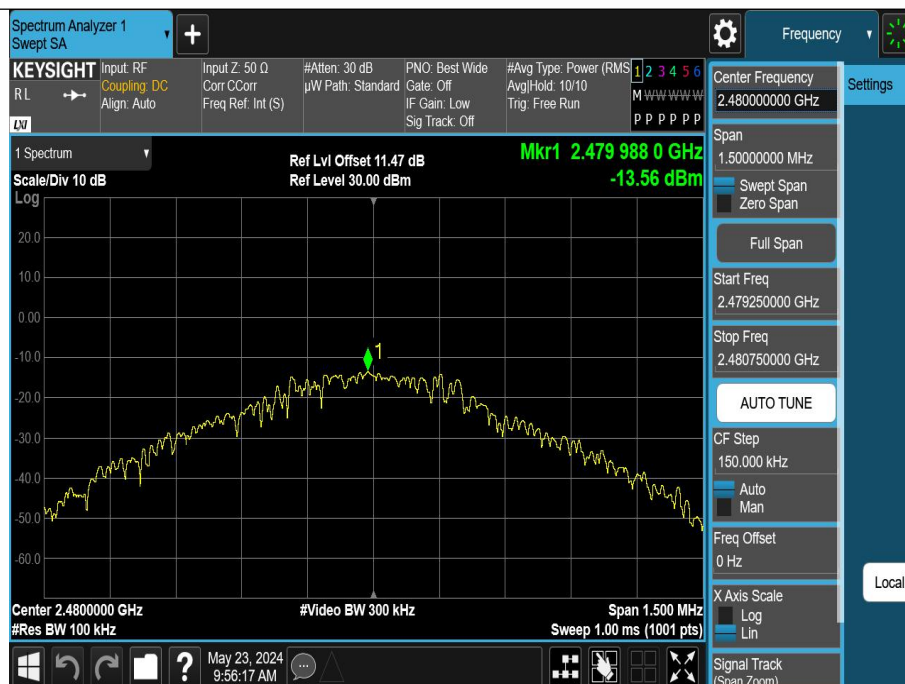 Spectrum Analyzer 1
Swept SA
+
Frequency
KEYSIGHT
RL
LXI
Input: RF
Coupling: DC
Align: Auto
Input Z: 50 Ω
Corr CCorr
Freq Ref: Int (S)
#Atten: 30 dB
µW Path: Standard
PNO: Best Wide
Gate: Off
IF Gain: Low
Sig Track: Off
#Avg Type: Power (RMS
Avg|Hold: 10/10
Trig: Free Run
1 2 3 4 5 6
M W W W W W
P P P P P P
1 Spectrum
Scale/Div 10 dB
Log
Ref Lvl Offset 11.47 dB
Ref Level 30.00 dBm
Mkr1 2.479 988 0 GHz
-13.56 dBm
20.0
10.0
0.00
-10.0
-20.0
-30.0
-40.0
-50.0
-60.0
1
Center 2.4800000 GHz
#Res BW 100 kHz
#Video BW 300 kHz
Span 1.500 MHz
Sweep 1.00 ms (1001 pts)
Center Frequency
2.480000000 GHz
Settings
Span
1.50000000 MHz
Swept Span
Zero Span
Full Span
Start Freq
2.479250000 GHz
Stop Freq
2.480750000 GHz
AUTO TUNE
CF Step
150.000 kHz
Auto
Man
Freq Offset
0 Hz
Local
X Axis Scale
Log
Lin
Signal Track
(Span Zoom)
?
May 23, 2024
9:56:17 AM